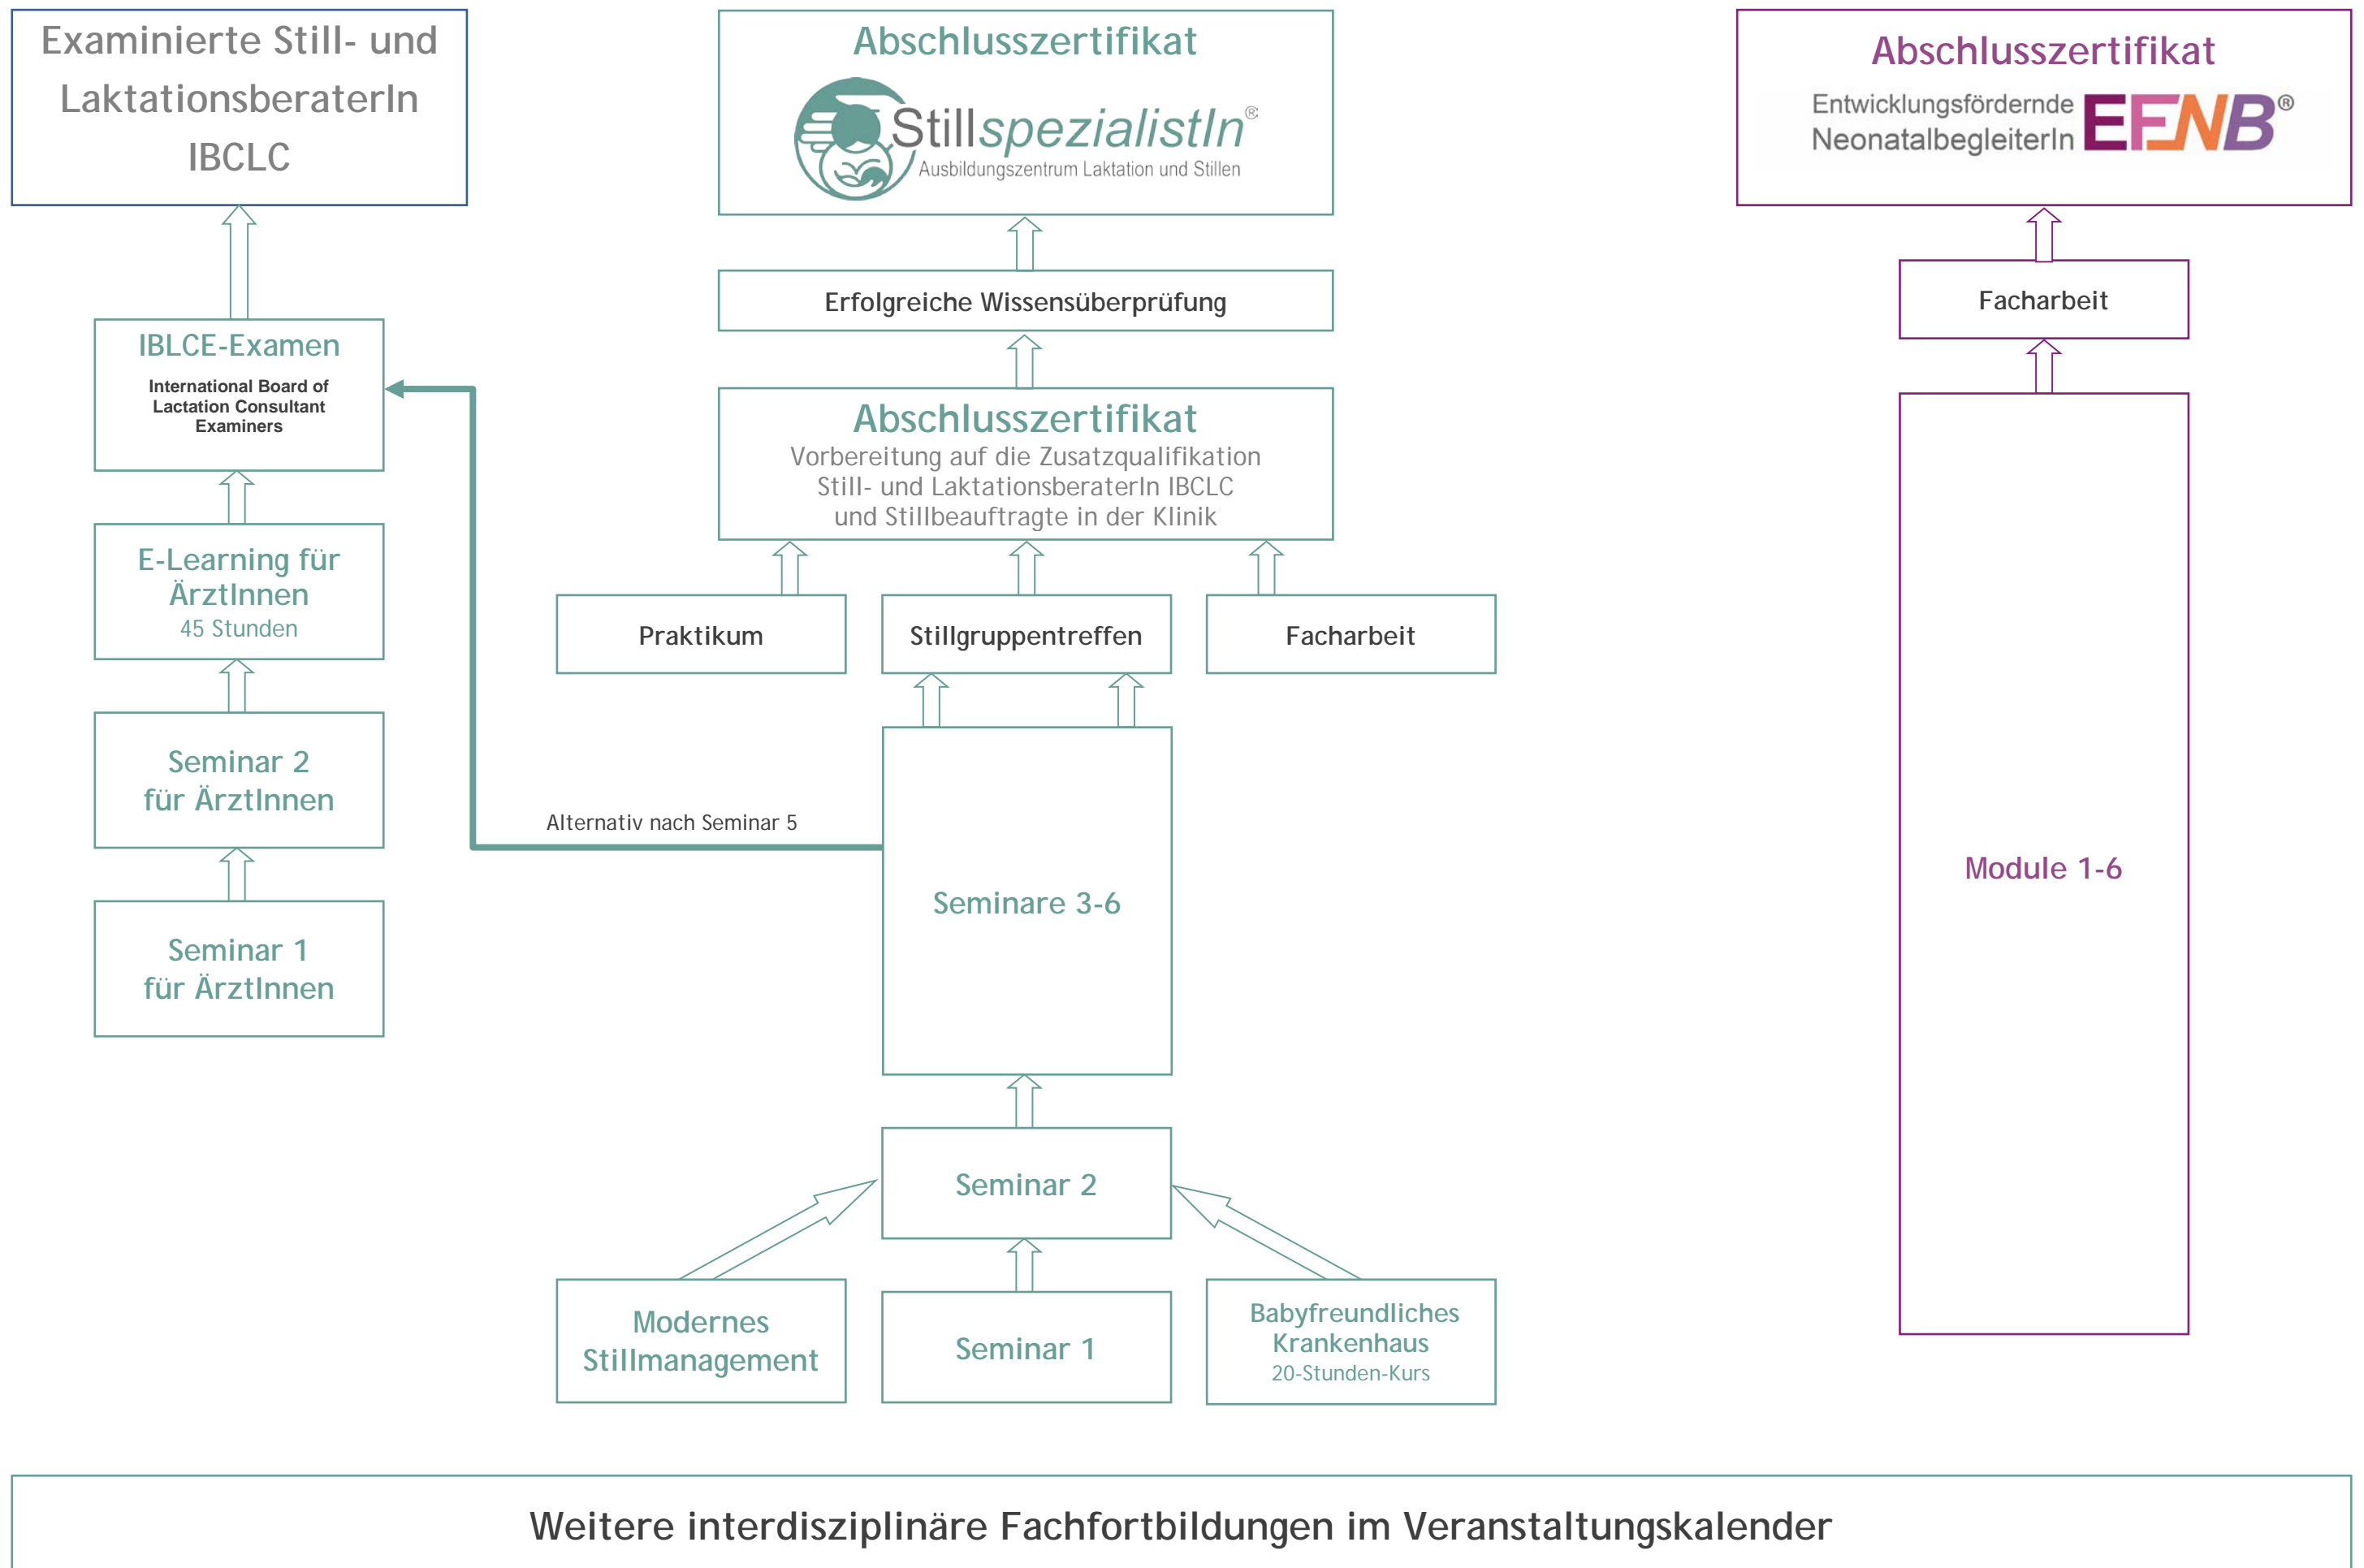 Examinierte Still- und
LaktationsberaterIn
IBCLC
IBLCE-Examen
International Board of
Lactation Consultant
Examiners
E-Learning für
ÄrztInnen
45 Stunden
Seminar 2
für ÄrztInnen
Seminar 1
für ÄrztInnen
Abschlusszertifikat
StillspezialistIn®
Ausbildungszentrum Laktation und Stillen
Erfolgreiche Wissensüberprüfung
Abschlusszertifikat
Vorbereitung auf die Zusatzqualifikation
Still- und LaktationsberaterIn IBCLC
und Stillbeauftragte in der Klinik
Praktikum
Stillgruppentreffen
Facharbeit
Alternativ nach Seminar 5
Seminare 3-6
Seminar 2
Modernes
Stillmanagement
Seminar 1
Babyfreundliches
Krankenhaus
20-Stunden-Kurs
Abschlusszertifikat
Entwicklungsfördernde
NeonatalbegleiterIn EFNB®
Facharbeit
Module 1-6
Weitere interdisziplinäre Fachfortbildungen im Veranstaltungskalender